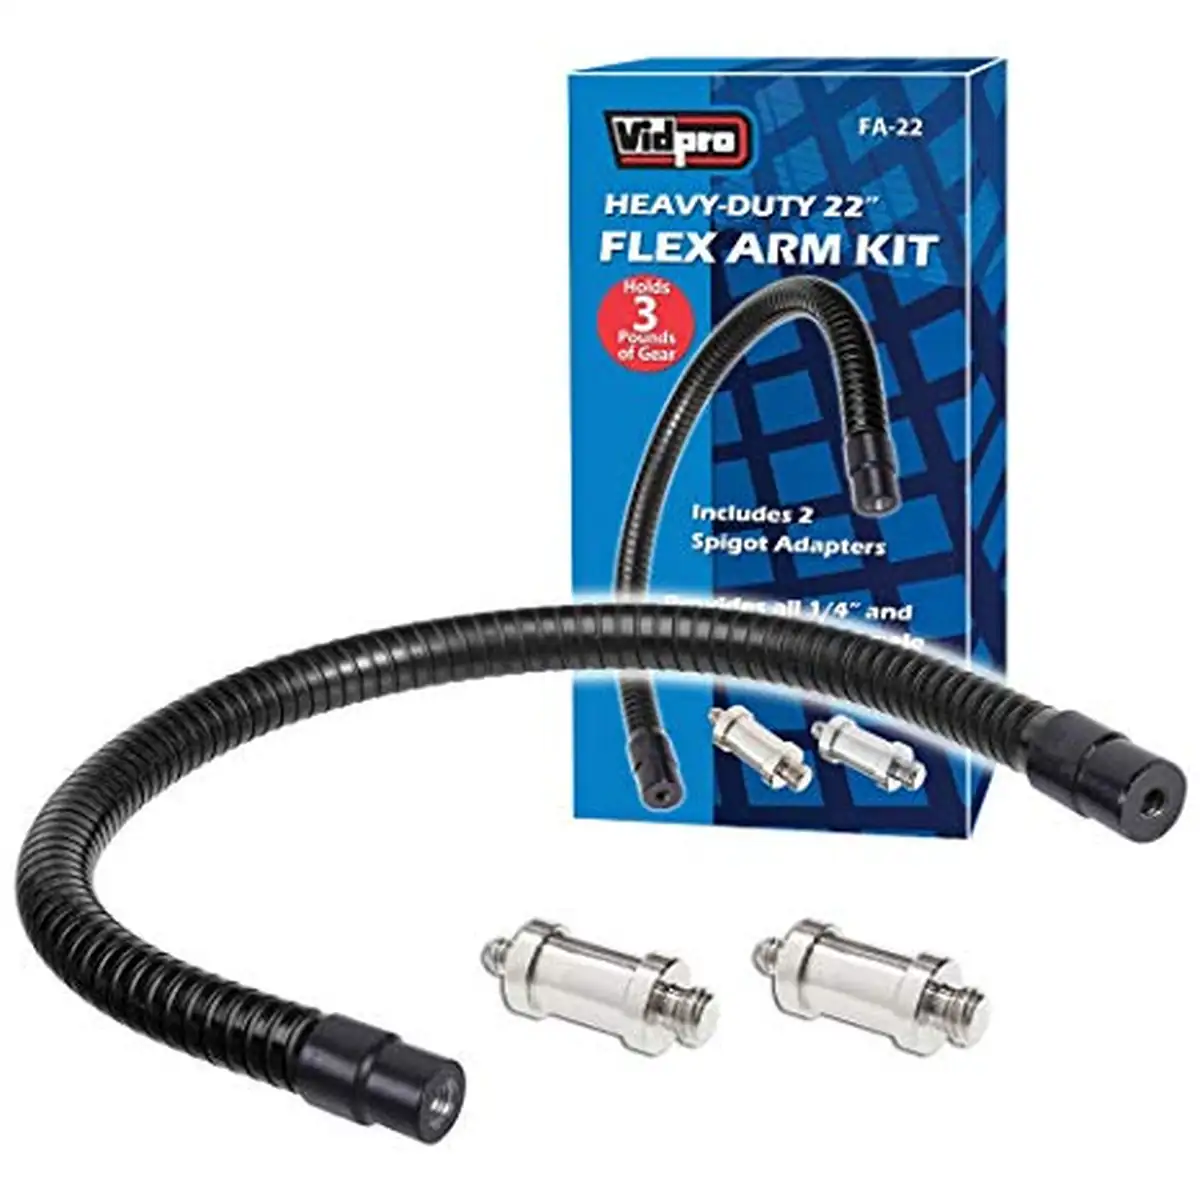 Vidpro
FA-22
HEAVY-DUTY 22"
FLEX ARM KIT
Holds
3
Pounds
of Gear
Includes 2
Spigot Adapters
Provides all 1/4" and